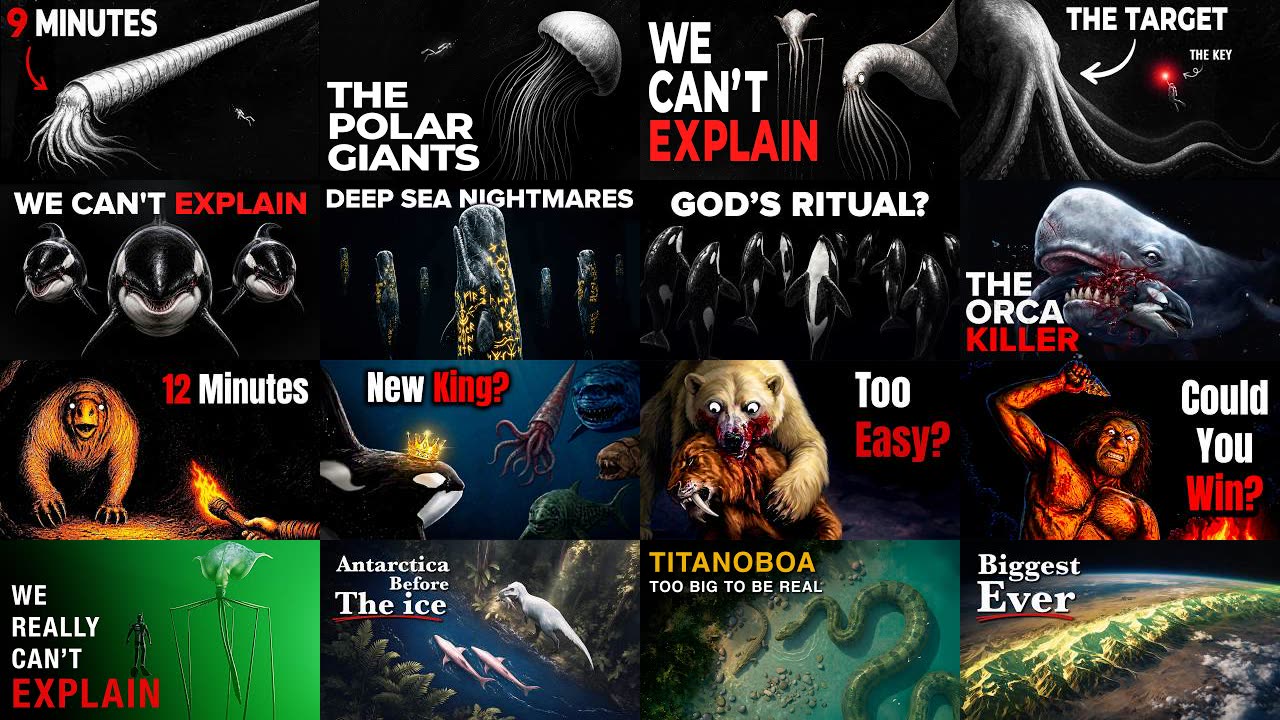 9 MINUTES
THE
POLAR
GIANTS
WE
CAN'T
EXPLAIN
THE TARGET
THE KEY
WE CAN'T EXPLAIN
DEEP SEA NIGHTMARES
GOD'S RITUAL?
THE
ORCA
KILLER
12 Minutes
New King?
Too
Easy?
Could
You
Win?
WE
REALLY
CAN'T
EXPLAIN
Antarctica
Before
The ice
TITANOBOA
TOO BIG TO BE REAL
Biggest
Ever